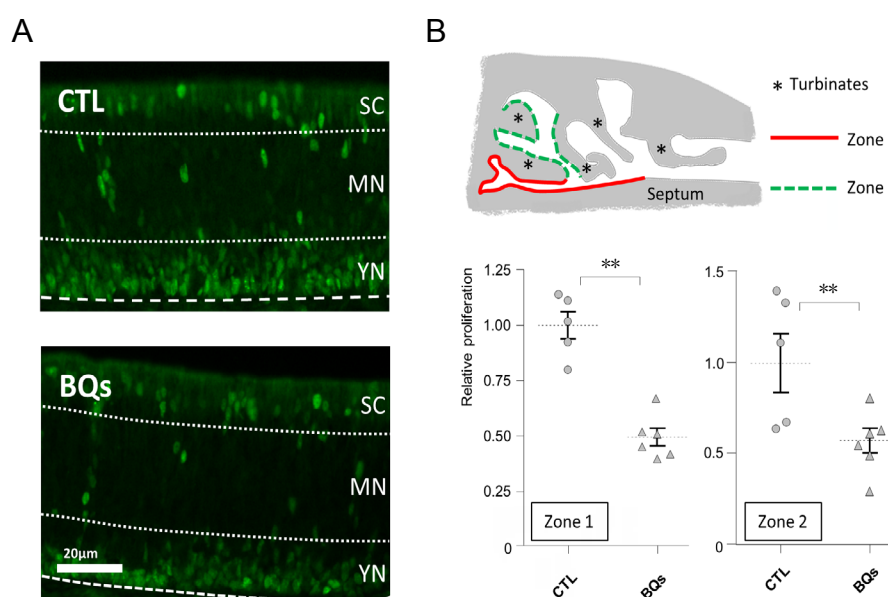 A
CTL
SC
MN
YN
BQs
SC
MN
YN
20µm
B
* Turbinates
Zone
Zone
* * * * *
Septum
Relative proliferation
1.25
1.00
0.75
0.50
0.25
0
**
Zone 1
CTL
BQs
1.5
1.0
0.5
0
**
Zone 2
CTL
BQs